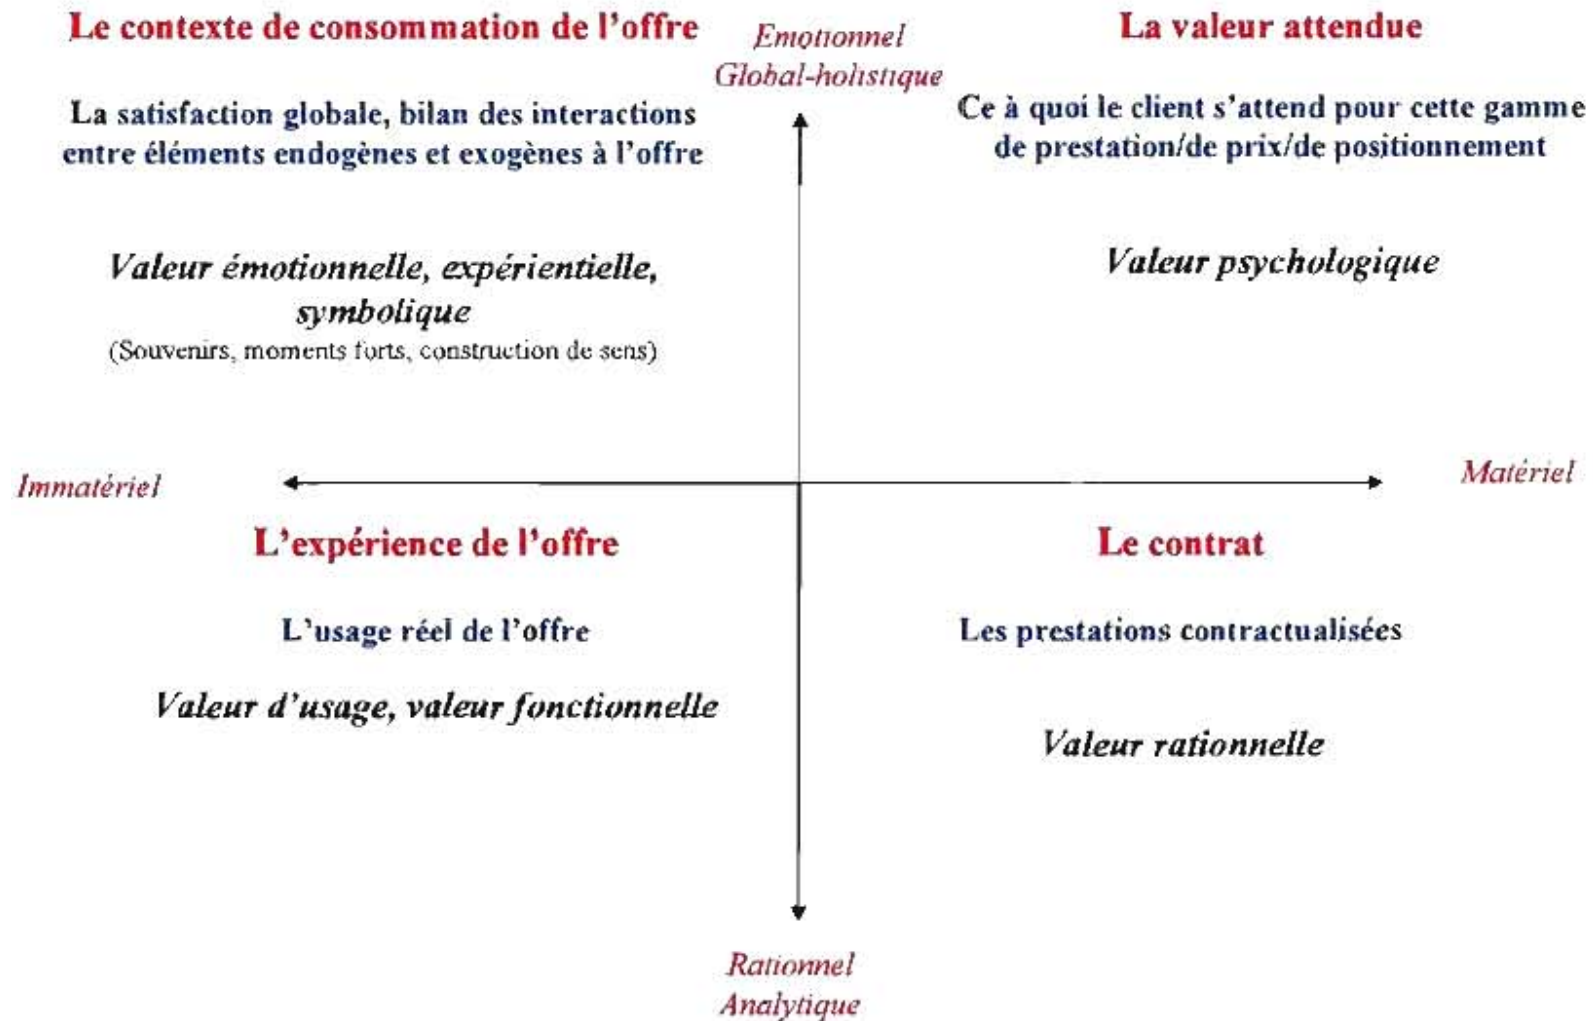 Le contexte de consommation de l'offre
La satisfaction globale, bilan des interactions
entre éléments endogènes et exogènes à l'offre
Valeur émotionnelle, expérientielle,
symbolique
(Souvenirs, moments forts, construction de sens)
Emotionnel
Global-holistique
La valeur attendue
Ce à quoi le client s'attend pour cette gamme
de prestation/de prix/de positionnement
Valeur psychologique
Immatériel
Matériel
L'expérience de l'offre
L'usage réel de l'offre
Valeur d'usage, valeur fonctionnelle
Le contrat
Les prestations contractualisées
Valeur rationnelle
Rationnel
Analytique